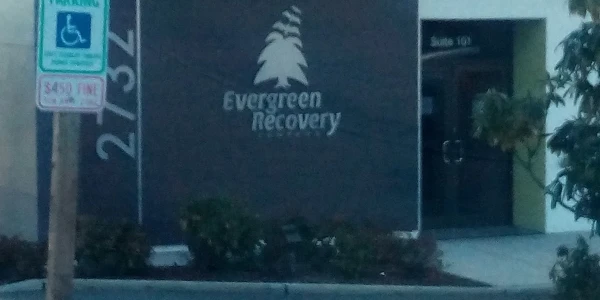 PARKING
$450 FINE
2732
Evergreen
Recovery
Suite 101